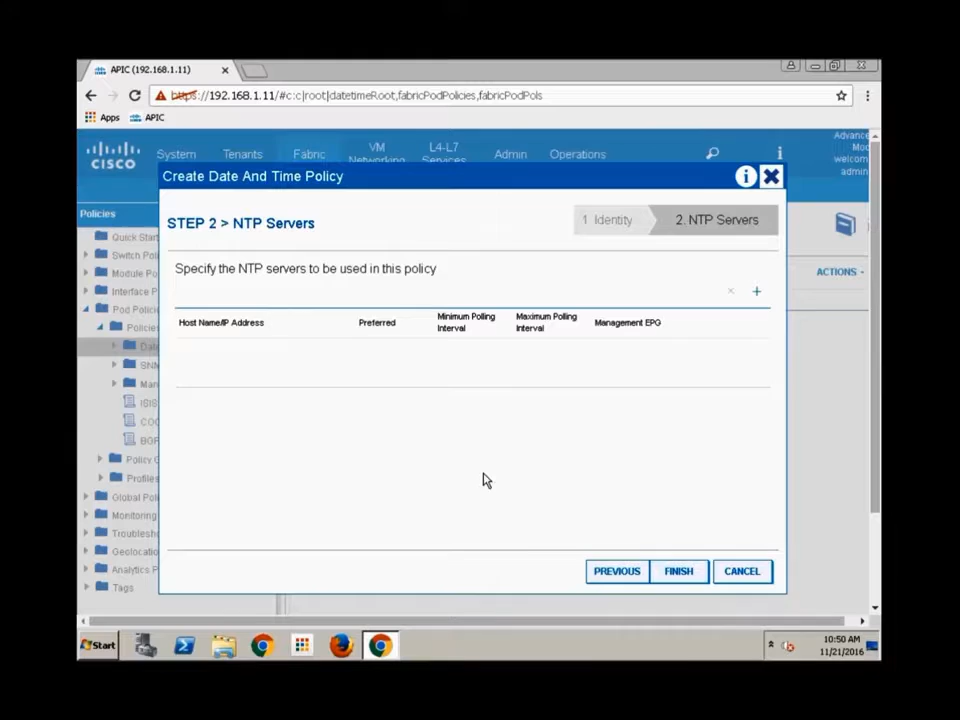 APIC (192.168.1.11)
https://192.168.1.11/#c:c|root|datetimeRoot,fabricPodPolicies,fabricPodPols
Apps APIC
CISCO
System Tenants Fabric VM Networking L4-L7 Services Admin Operations
Advance
Mod
welcom
admin
Create Date And Time Policy
Policies
STEP 2 > NTP Servers
1 Identity 2. NTP Servers
Quick Start
Switch Poli
Module Po
Interface P
Pod Policie
Policies
Date
SNM
Man
ISIS
COO
BGP
Policy G
Profiles
Global Poli
Monitoring
Troublesho
Geolocatio
Analytics P
Tags
ACTIONS
Specify the NTP servers to be used in this policy
Host Name/IP Address Preferred Minimum Polling Interval Maximum Polling Interval Management EPG
PREVIOUS FINISH CANCEL
Start
10:50 AM
11/21/2016